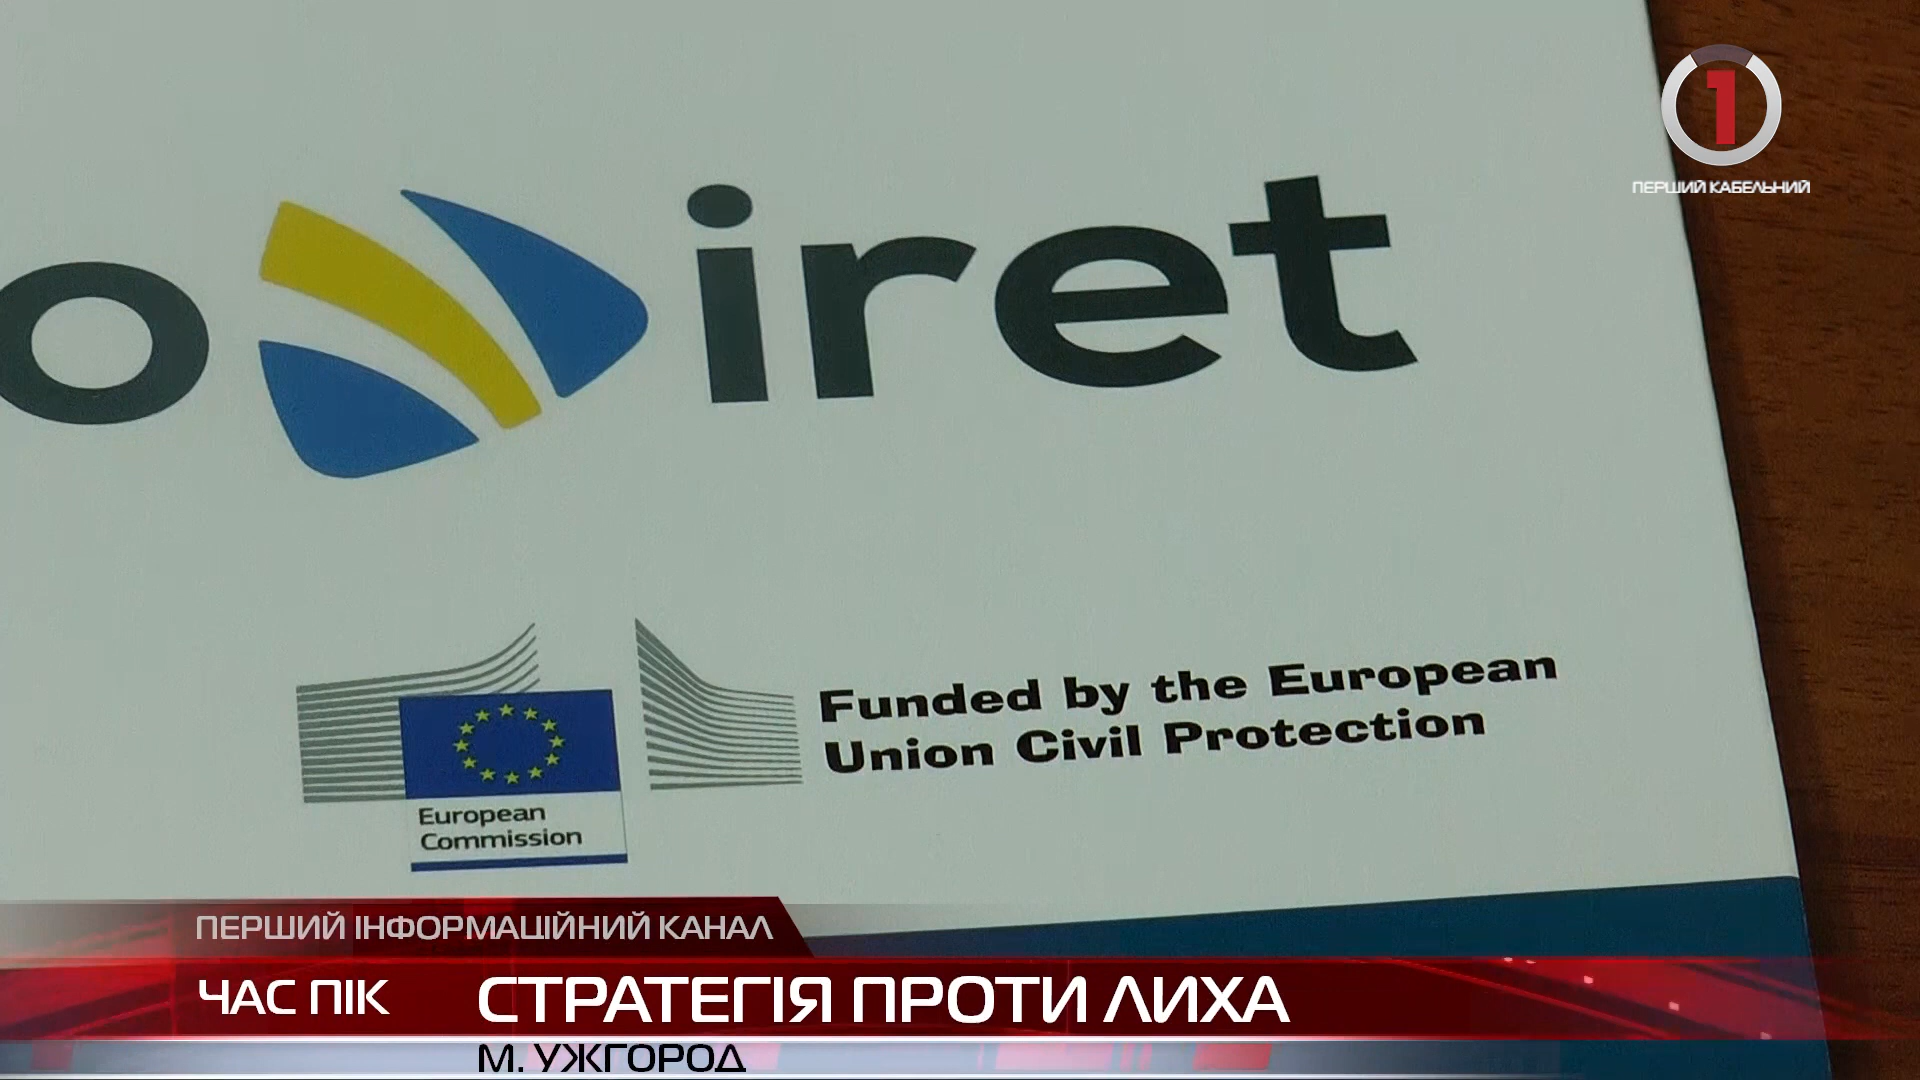 1
ПЕРШИЙ КАБЕЛЬНИЙ
o iret
Funded by the European
Union Civil Protection
European
Commission
ПЕРШИЙ ІНФОРМАЦІЙНИЙ КАНАЛ
ЧАС ПІК СТРАТЕГІЯ ПРОТИ ЛИХА
М. УЖГОРОД